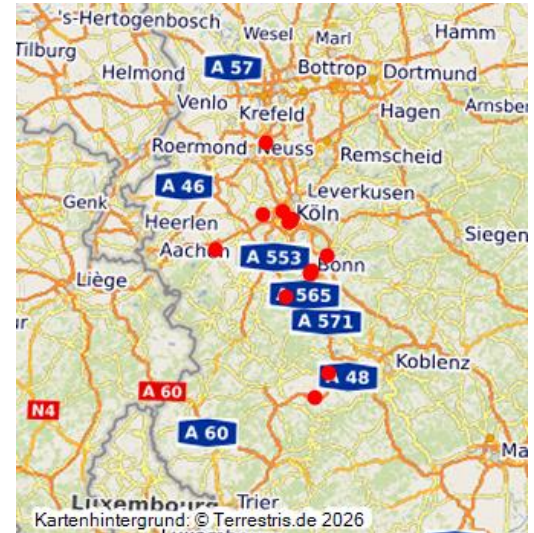 's-Hertogenbosch
Wesel
Marl
Hamm
Tilburg
A 57
Bottrop
Dortmund
Helmond
Venlo
Krefeld
Hagen
Arnsber
Roermond
Neuss
Remscheid
A 46
Genk
Leverkusen
Heerlen
Köln
Siegen
Aachen
A 553
Bonn
Liège
A 565
ur
A 571
Koblenz
A 60
A 48
N4
A 60
Ma
Luxembourg
Trier
Kartenhintergrund: © Terrestris.de 2026